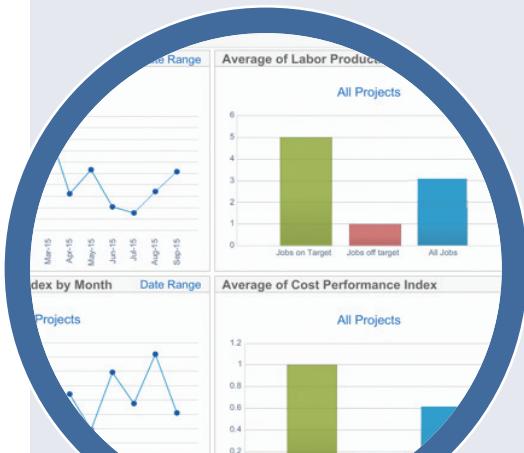 Date Range
Mar-15
Apr-15
May-15
Jun-15
Jul-15
Aug-15
Sep-15
Average of Labor
All Projects
6
5
4
3
2
1
0
Jobs on Target
Jobs off target
All Jobs
by Month
Date Range
Projects
Average of Cost Performance Index
All Projects
1.2
1
0.8
0.6
0.4
0.2